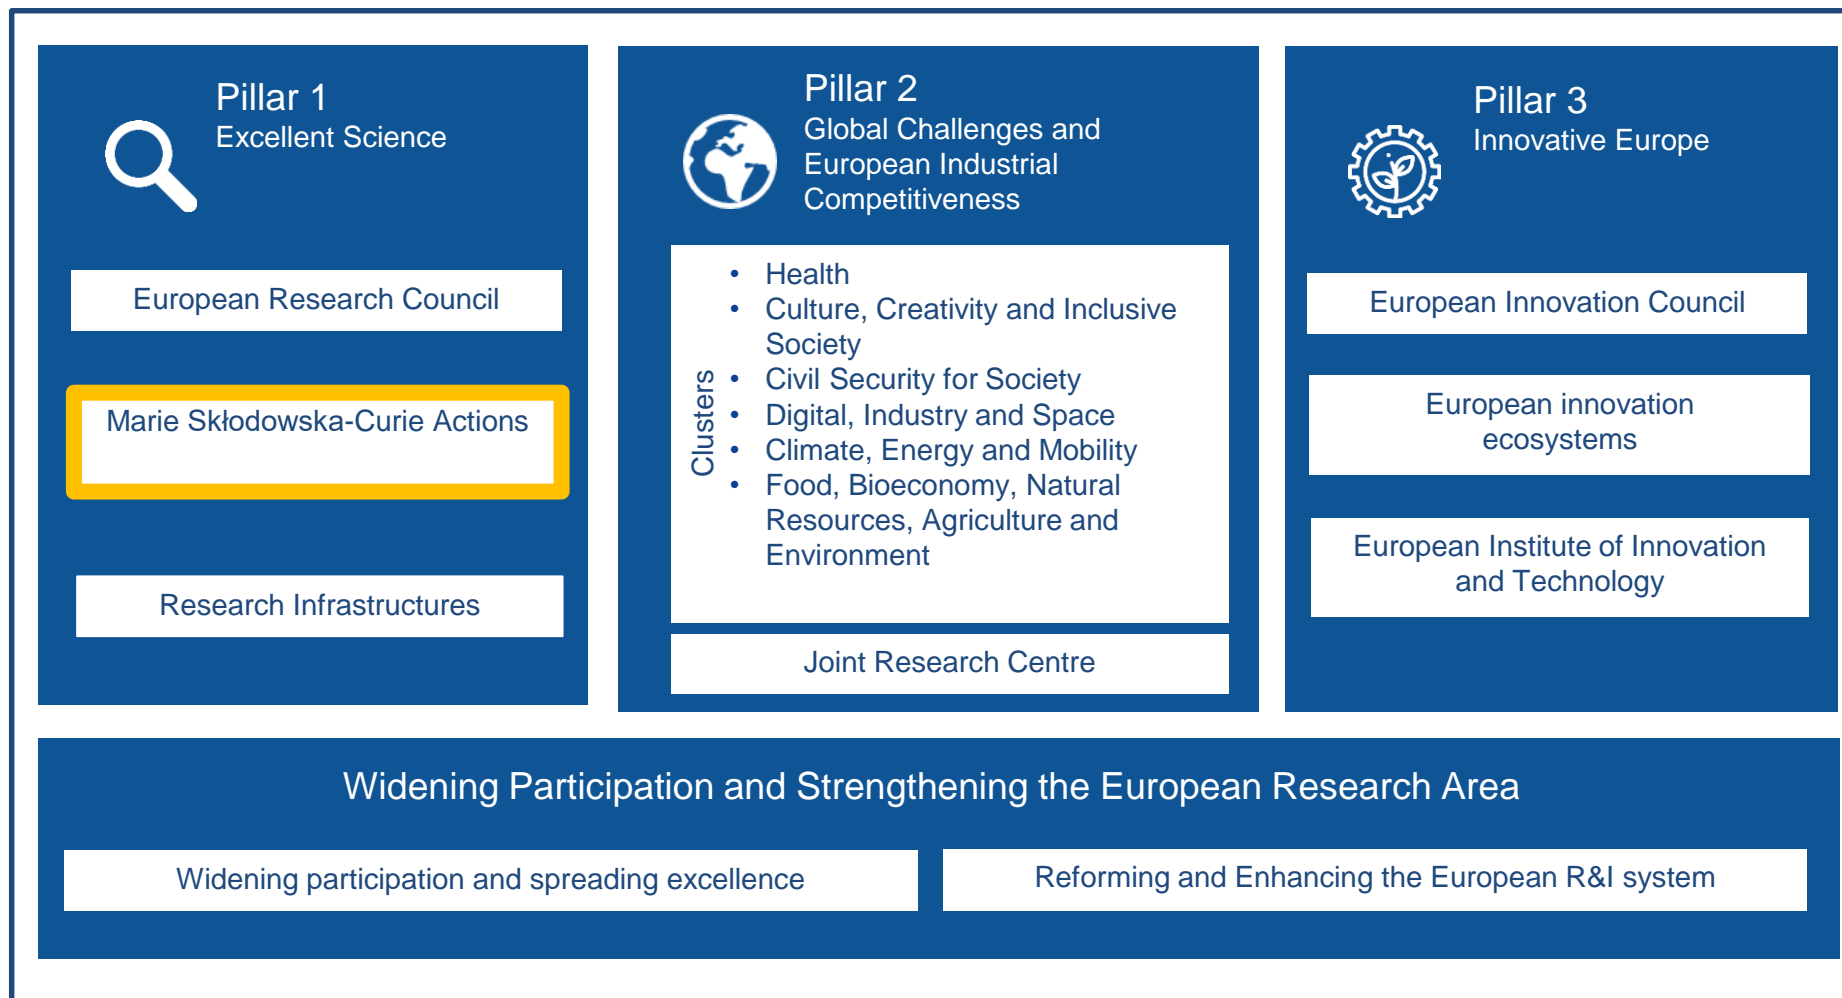 Pillar 1
Excellent Science
European Research Council
Marie Skłodowska-Curie Actions
Research Infrastructures
Pillar 2
Global Challenges and
European Industrial
Competitiveness
Clusters
• Health
• Culture, Creativity and Inclusive
Society
• Civil Security for Society
• Digital, Industry and Space
• Climate, Energy and Mobility
• Food, Bioeconomy, Natural
Resources, Agriculture and
Environment
Joint Research Centre
Pillar 3
Innovative Europe
European Innovation Council
European innovation
ecosystems
European Institute of Innovation
and Technology
Widening Participation and Strengthening the European Research Area
Widening participation and spreading excellence
Reforming and Enhancing the European R&I system